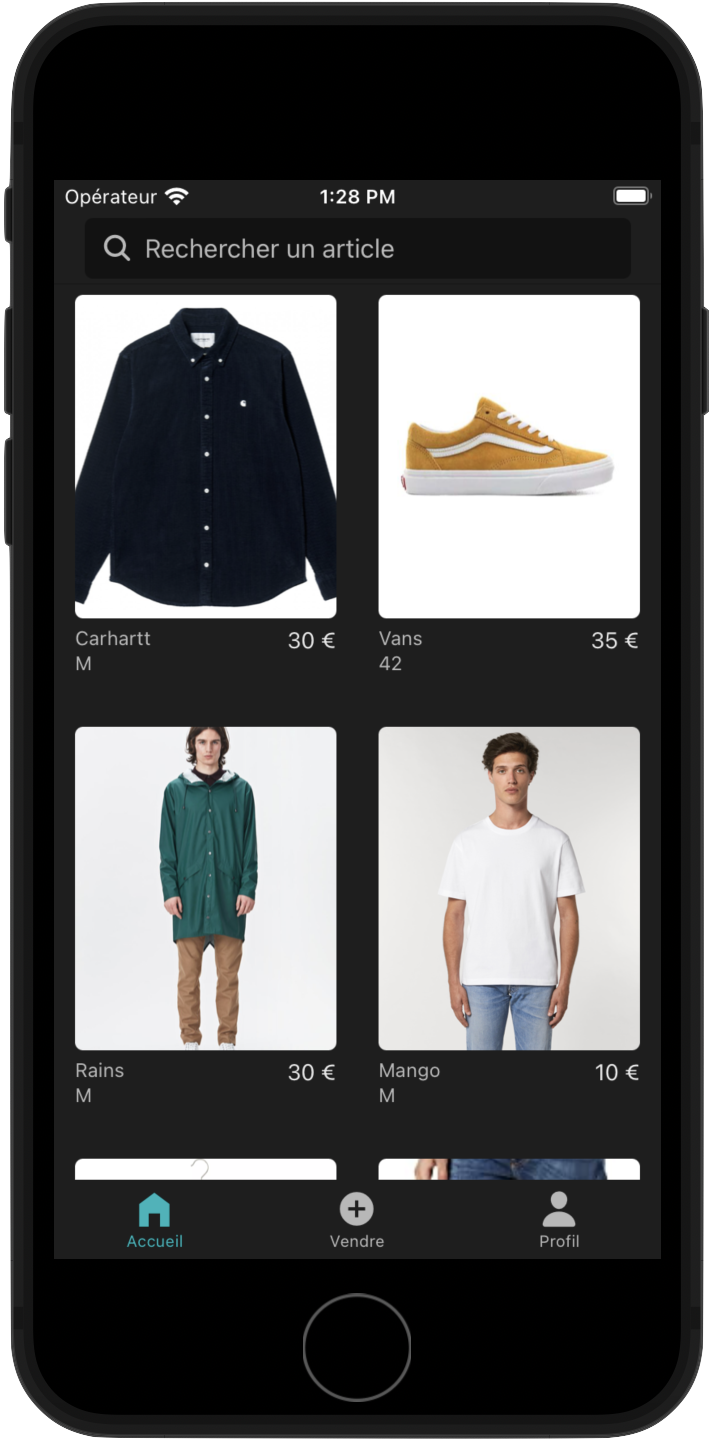 Opérateur 1:28 PM
Rechercher un article
Carhartt 30 €
M
Vans 35 €
42
Rains 30 €
M
Mango 10 €
M
Accueil
Vendre
Profil